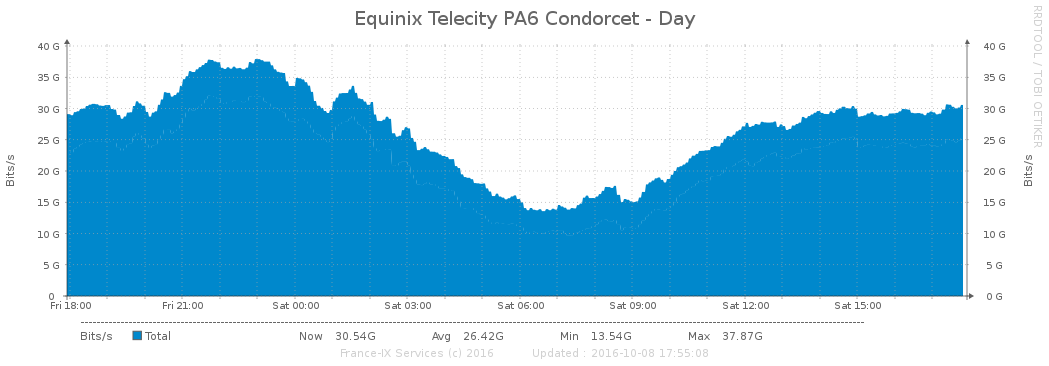 Equinix Telecity PA6 Condorcet - Day
RRDTOOL / TOBI OETIKER
Bits/s
40 G 40 G
35 G 35 G
30 G 30 G
25 G 25 G
20 G 20 G
15 G 15 G
10 G 10 G
5 G 5 G
0 0 G
Bits/s
Fri 18:00 Fri 21:00 Sat 00:00 Sat 03:00 Sat 06:00 Sat 09:00 Sat 12:00 Sat 15:00
Bits/s Total Now 30.54G Avg 26.42G Min 13.54G Max 37.87G
France-IX Services (c) 2016 Updated : 2016-10-08 17:55:08